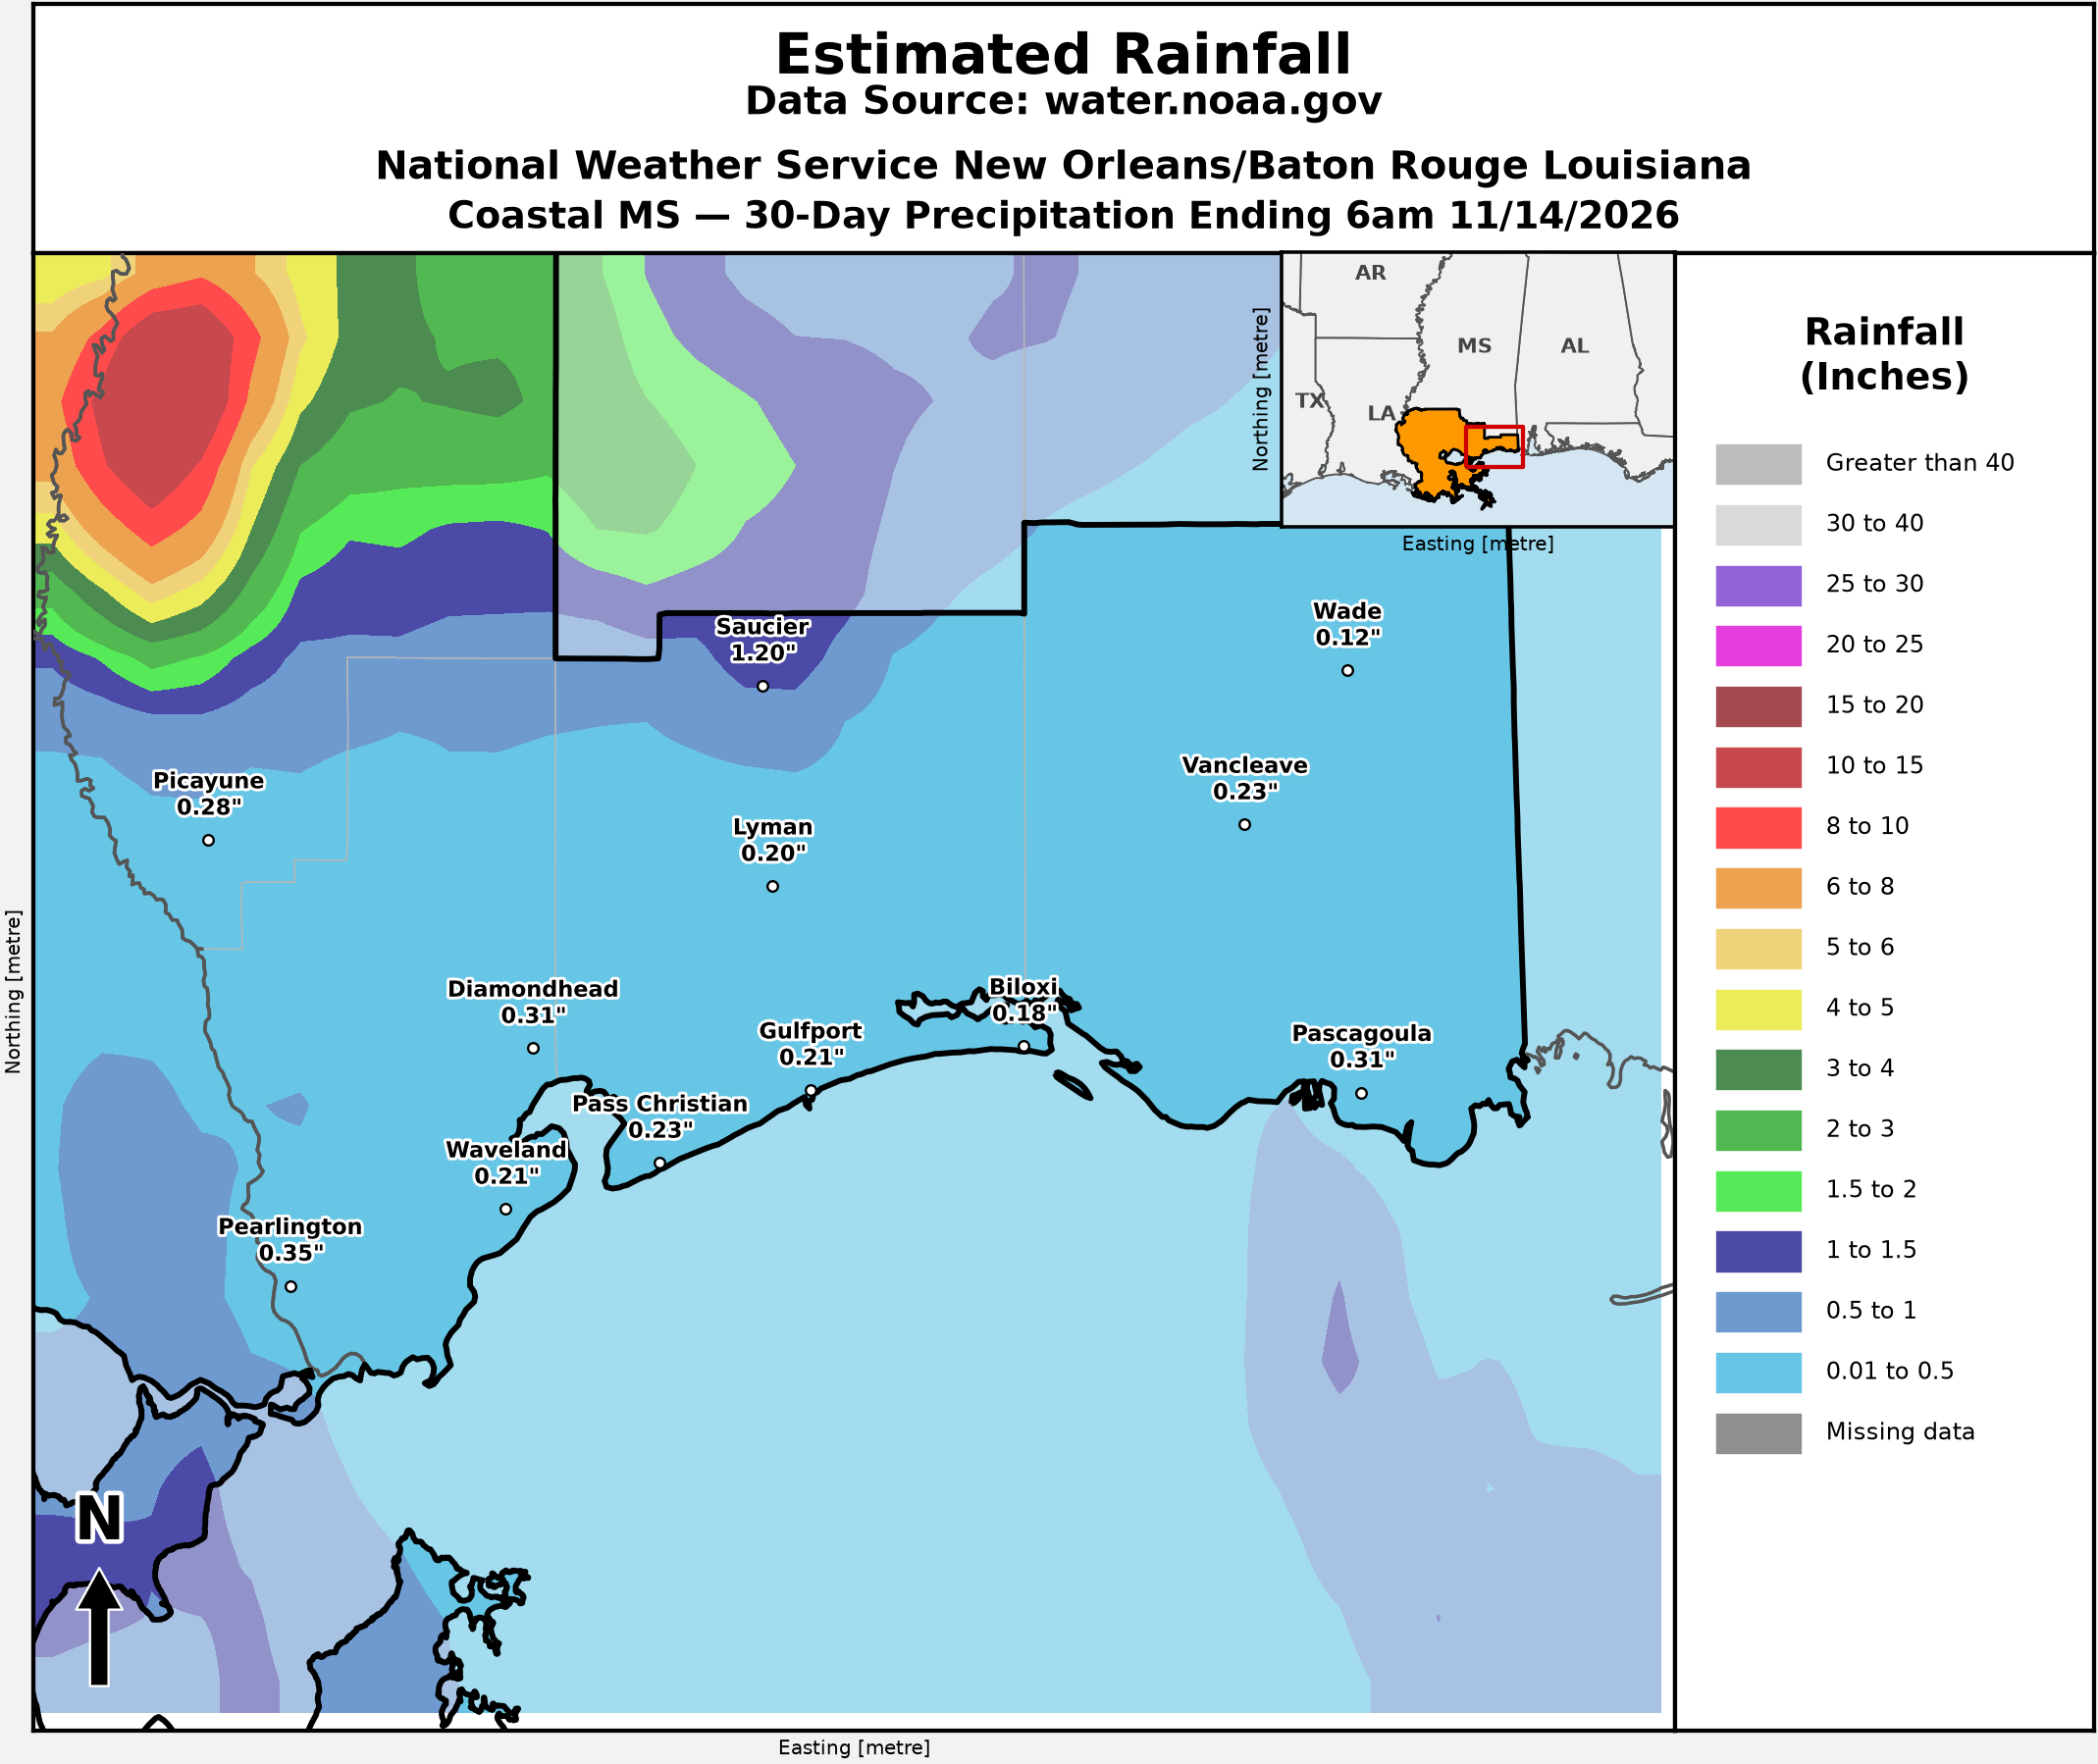 Estimated Rainfall
Data Source: water.noaa.gov
National Weather Service New Orleans/Baton Rouge Louisiana
Coastal MS — 30-Day Precipitation Ending 6am 11/14/2026
AR
MS
AL
TX
LA
Northing [metre]
Easting [metre]
Rainfall
(Inches)
Greater than 40
30 to 40
25 to 30
20 to 25
15 to 20
10 to 15
8 to 10
6 to 8
5 to 6
4 to 5
3 to 4
2 to 3
1.5 to 2
1 to 1.5
0.5 to 1
0.01 to 0.5
Missing data
Saucier
1.20"
Wade
0.12"
Picayune
0.28"
Vancleave
0.23"
Lyman
0.20"
Diamondhead
0.31"
Biloxi
0.18"
Gulfport
0.21"
Pascagoula
0.31"
Pass Christian
0.23"
Waveland
0.21"
Pearlington
0.35"
N
Northing [metre]
Easting [metre]